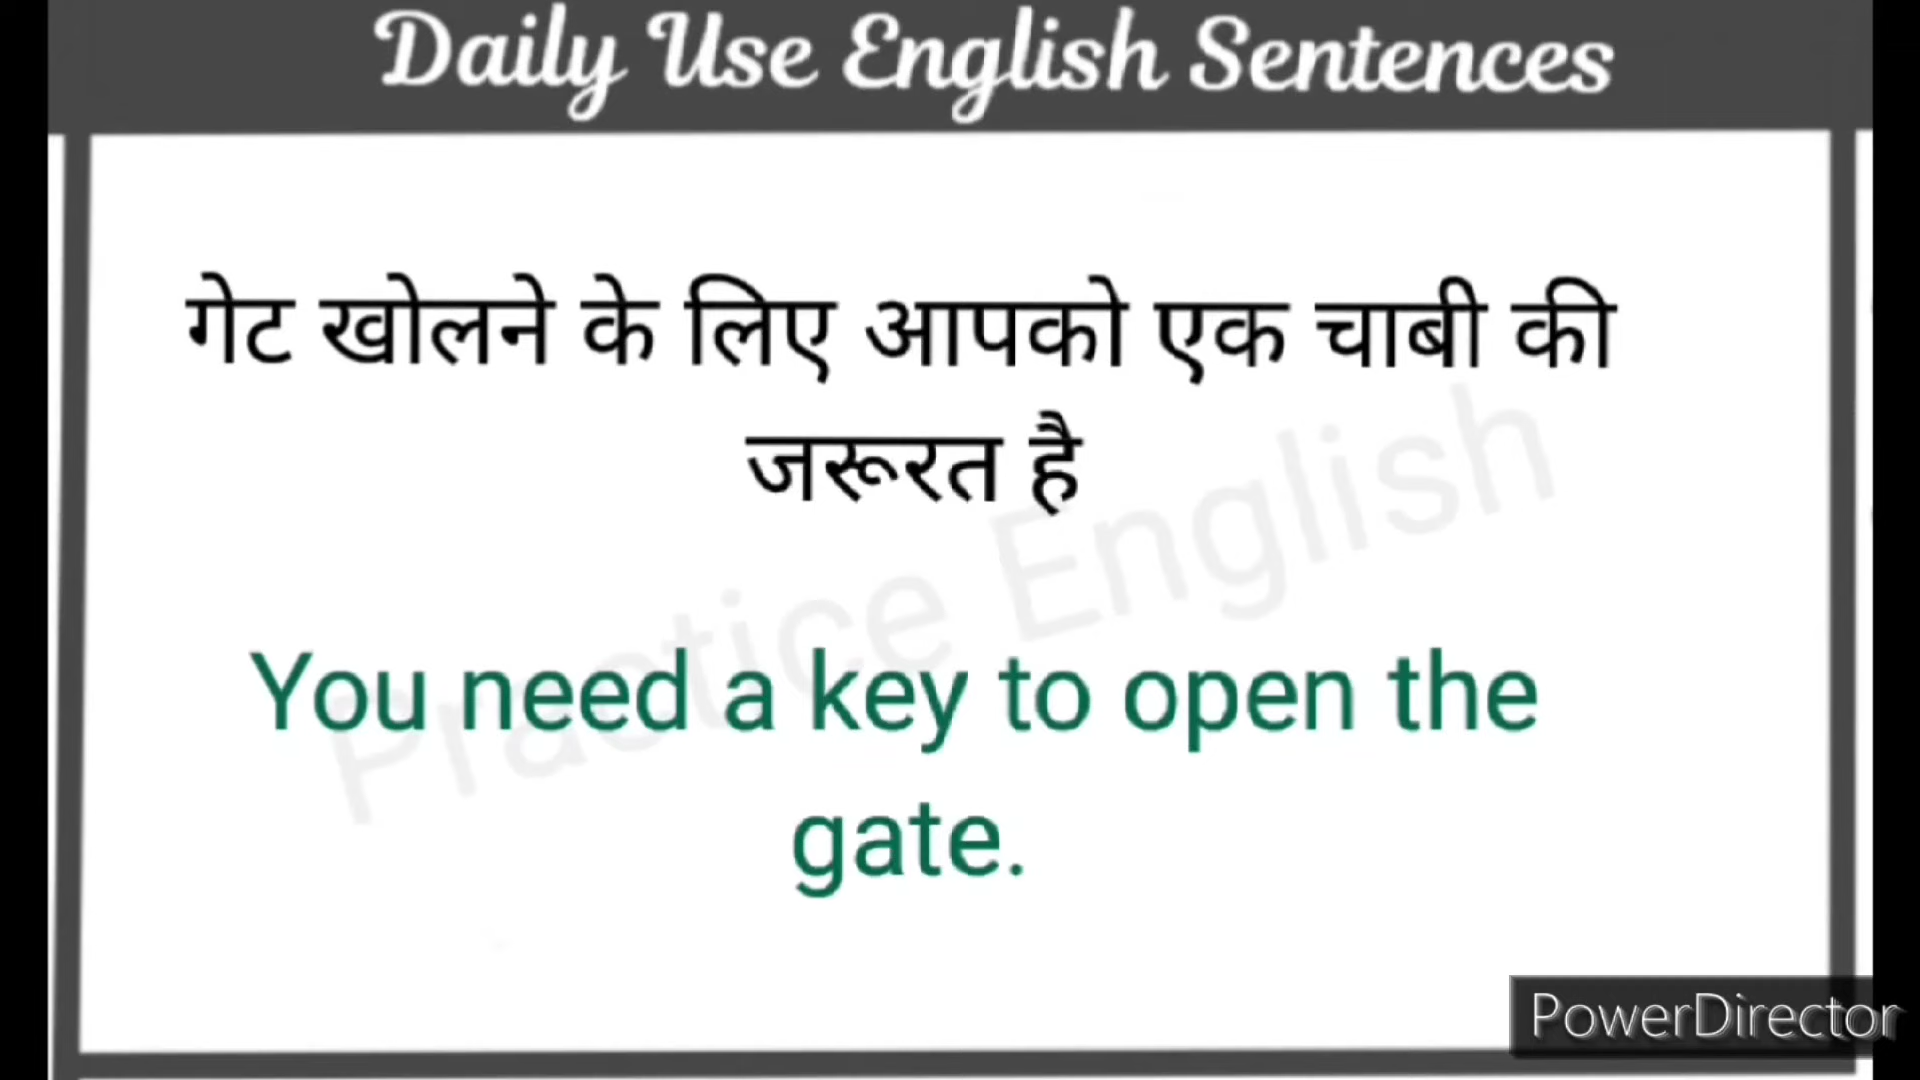 Daily Use English Sentences
गेट खोलने के लिए आपको एक चाबी की
जरूरत है
Practice English
You need a key to open the
gate.
PowerDirector